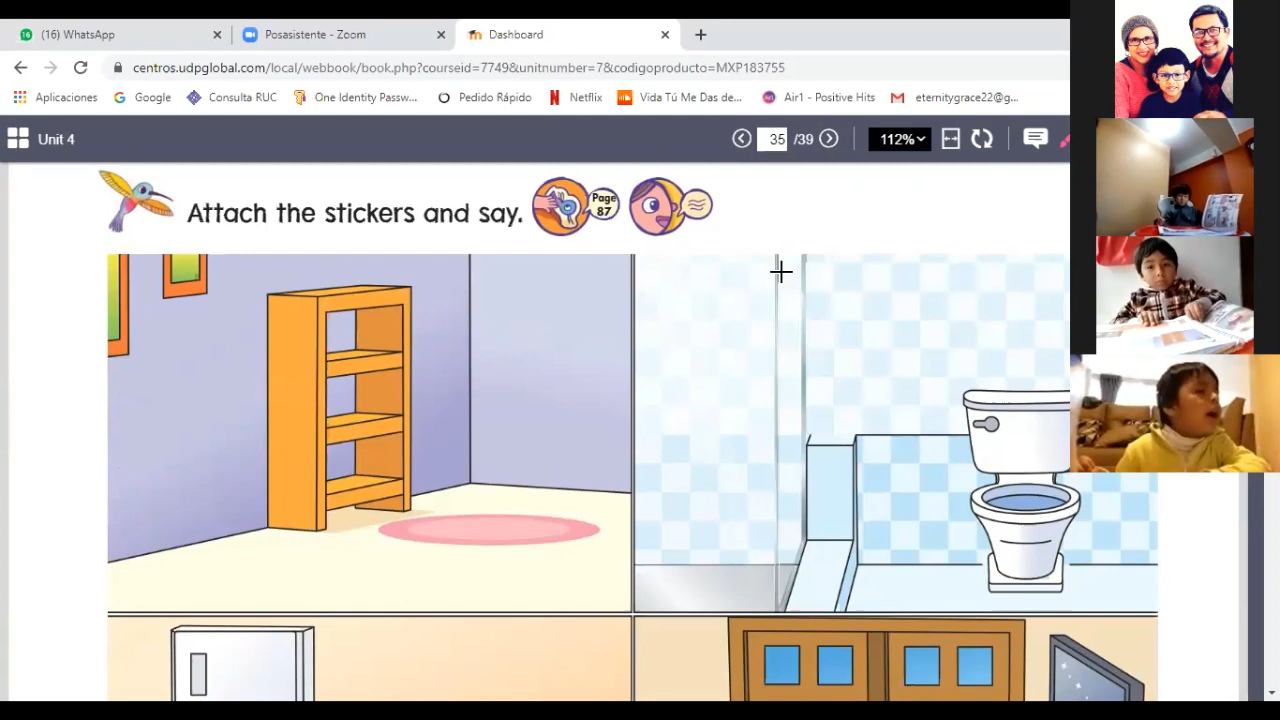 16 (16) WhatsApp Posasistente - Zoom Dashboard
centros.udpglobal.com/local/webbook/book.php?courseid=7749&unitnumber=7&codigoproducto=MXP183755
Aplicaciones Google Consulta RUC One Identity Passw... Pedido Rápido Netflix Vida Tú Me Das de... Air1 - Positive Hits eternitygrace22@g...
Unit 4 35 /39 112%
Attach the stickers and say. Page
87